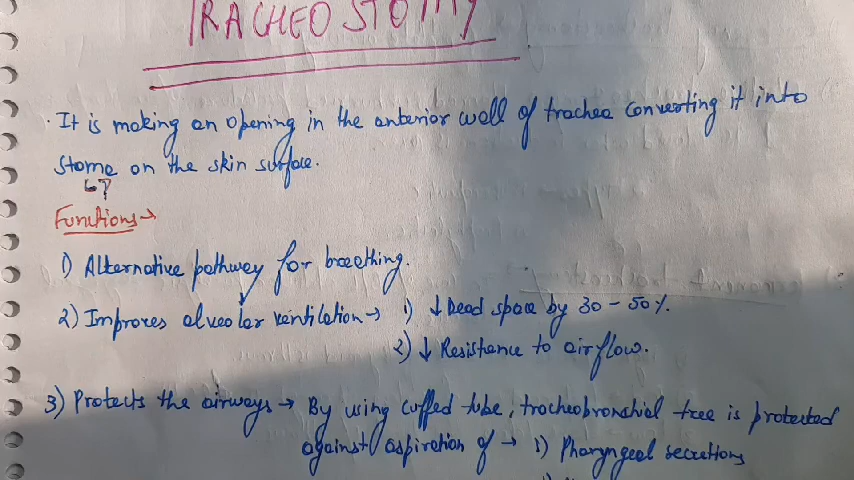 TRACHEOSTOMY
· It is making an opening in the anterior wall of trachea converting it into
stoma on the skin surface.
Functions →
1) Alternative pathway for breathing.
2) Improves alveolar ventilation → 1) ↓ Dead space by 30 - 50%.
2) ↓ Resistance to airflow.
3) Protects the airways → By using cuffed tube, tracheobronchial tree is protected
against aspiration of → 1) Pharyngeal secretions